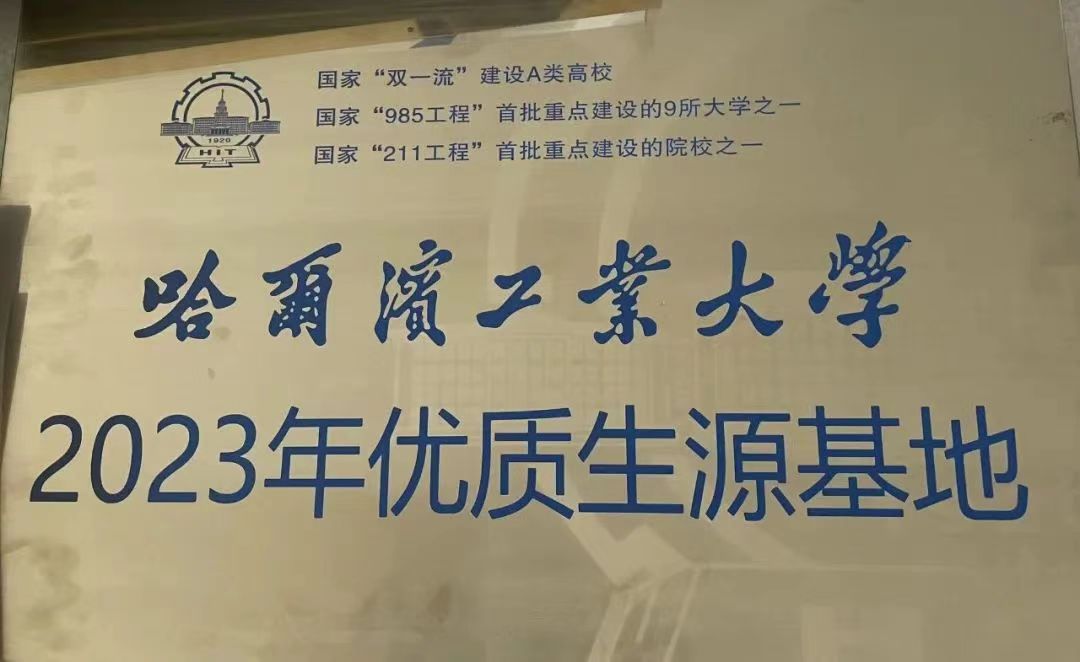 国家“双一流”建设A类高校
国家“985工程”首批重点建设的9所大学之一
国家“211工程”首批重点建设的院校之一
1920
HIT
哈爾濱工業大學
2023年优质生源基地